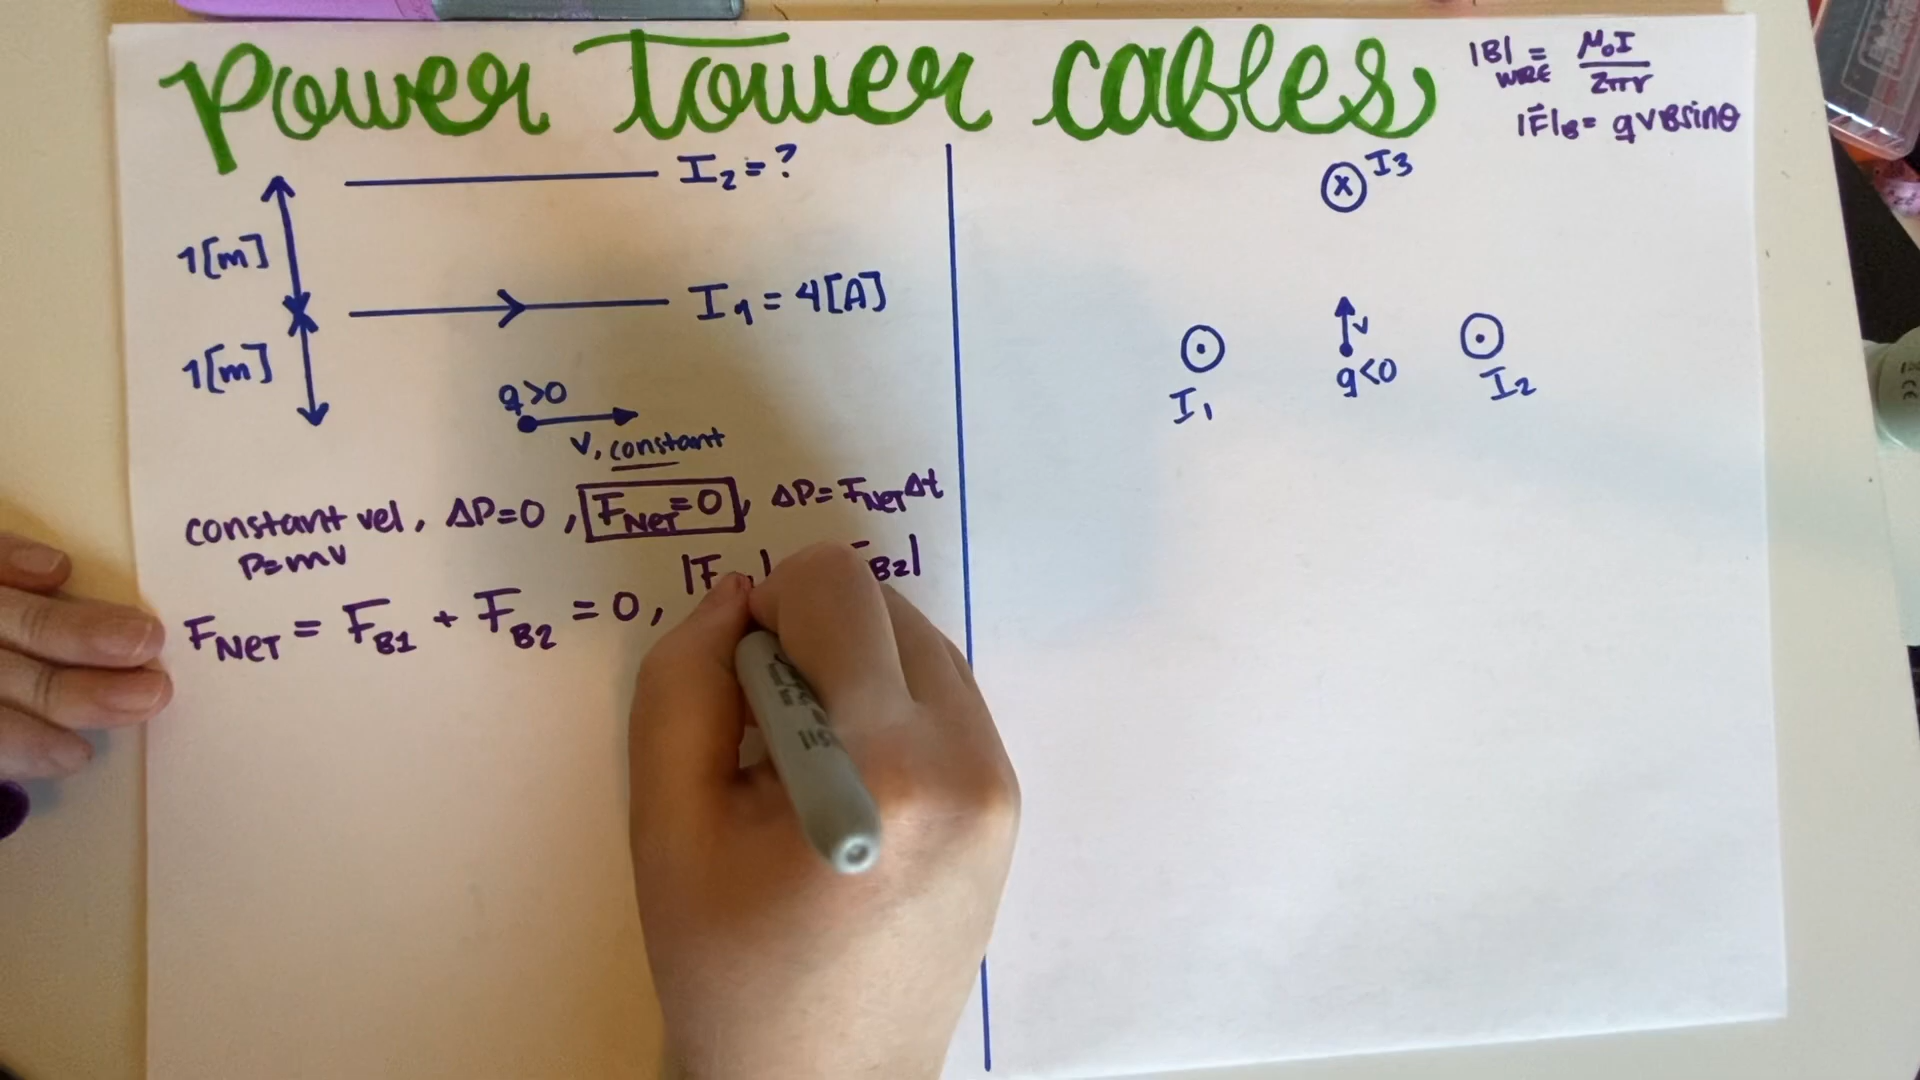 Power Tower cables
|B| WIRE = μ₀I / 2πr
|F⃗|B = qvBsinθ
I₂ = ?
1[m]
I₁ = 4[A]
1[m]
q>0
v, constant
constant vel, ΔP=0, FNET=0, ΔP=FNETΔt
P=mv
FNET = FB1 + FB2 = 0,
I3
v
q<0
I₁
I₂